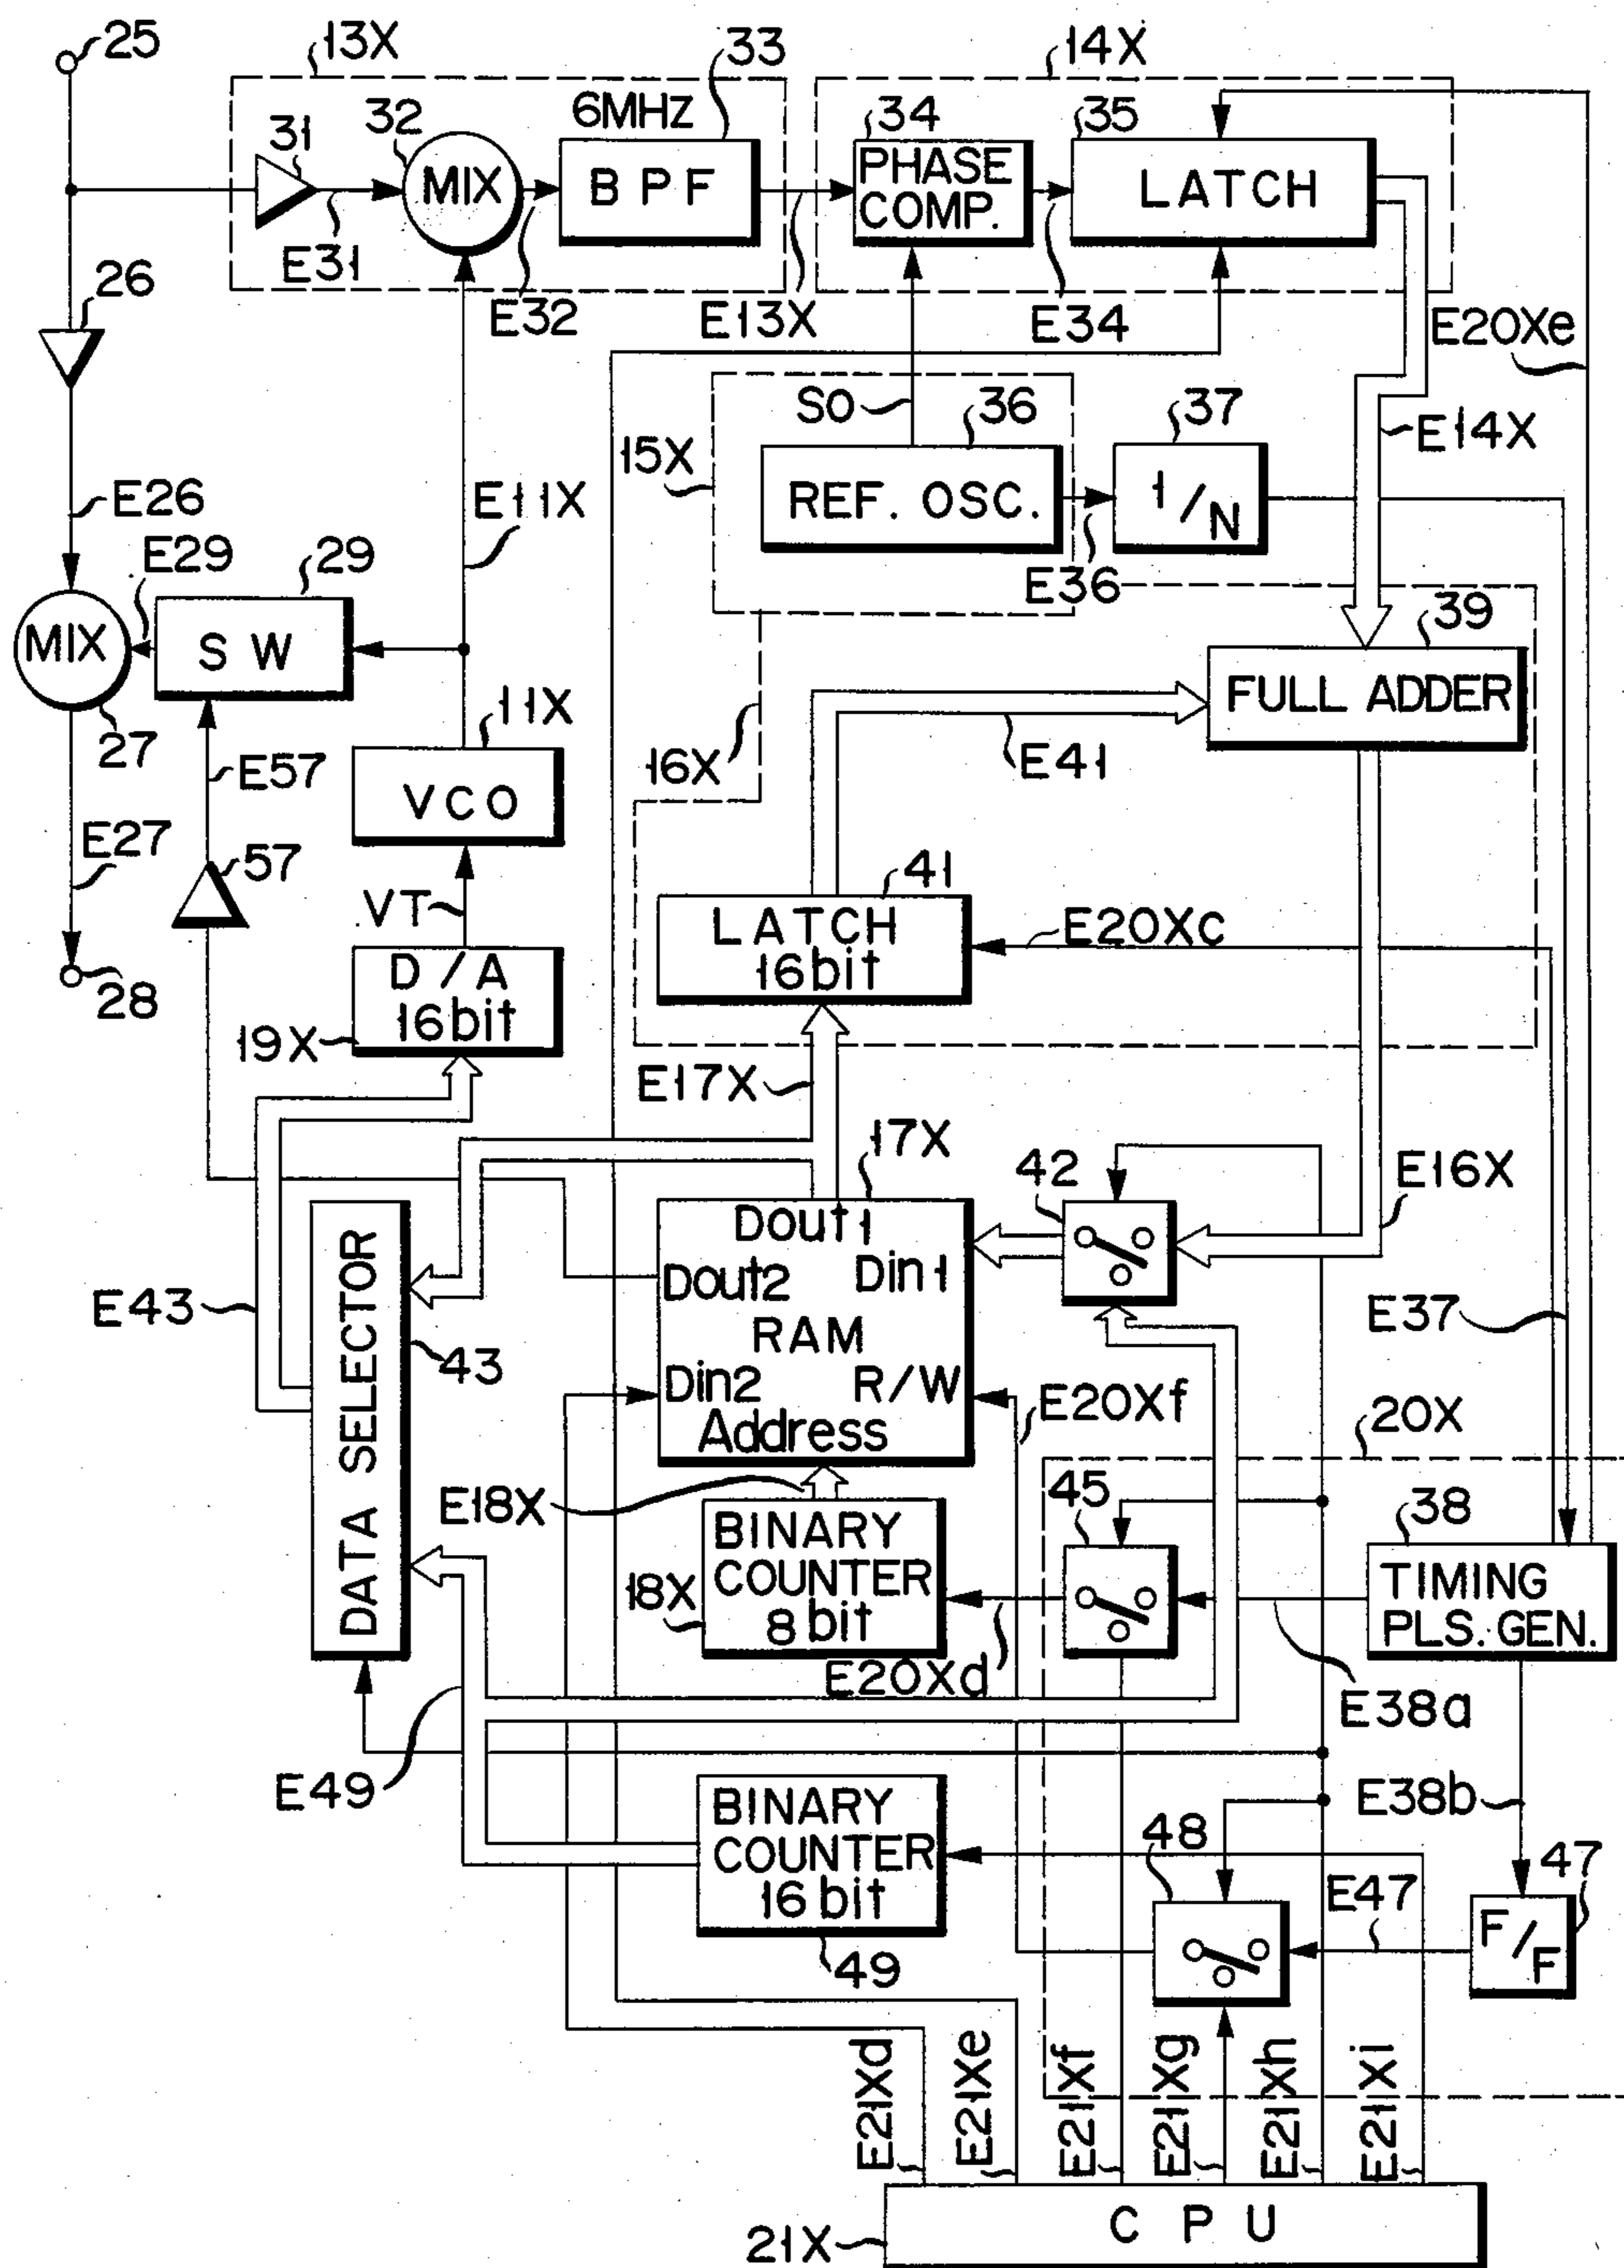 25
13X
33
14X
6MHZ
31
32
MIX
BPF
34
PHASE
COMP.
35
LATCH
E31
E32
E13X
E34
E20Xe
26
E26
E29
29
SW
MIX
27
E11X
SO
36
15X
REF. OSC.
37
1/N
E36
E14X
39
FULL ADDER
11X
VCO
E57
E27
57
VT
16X
E41
41
LATCH
16bit
E20Xc
28
D/A
16bit
19X
E17X
17X
42
E16X
Dout1
Dout2
Din1
RAM
Din2
R/W
Address
E43
DATA SELECTOR
43
E37
E20Xf
20X
E18X
BINARY
COUNTER
8bit
18X
E20Xd
45
38
TIMING
PLS. GEN.
E38a
E38b
E49
BINARY
COUNTER
16bit
49
48
E47
47
F/F
E21Xd
E21Xe
E21Xf
E21Xg
E21Xh
E21Xi
21X
CPU